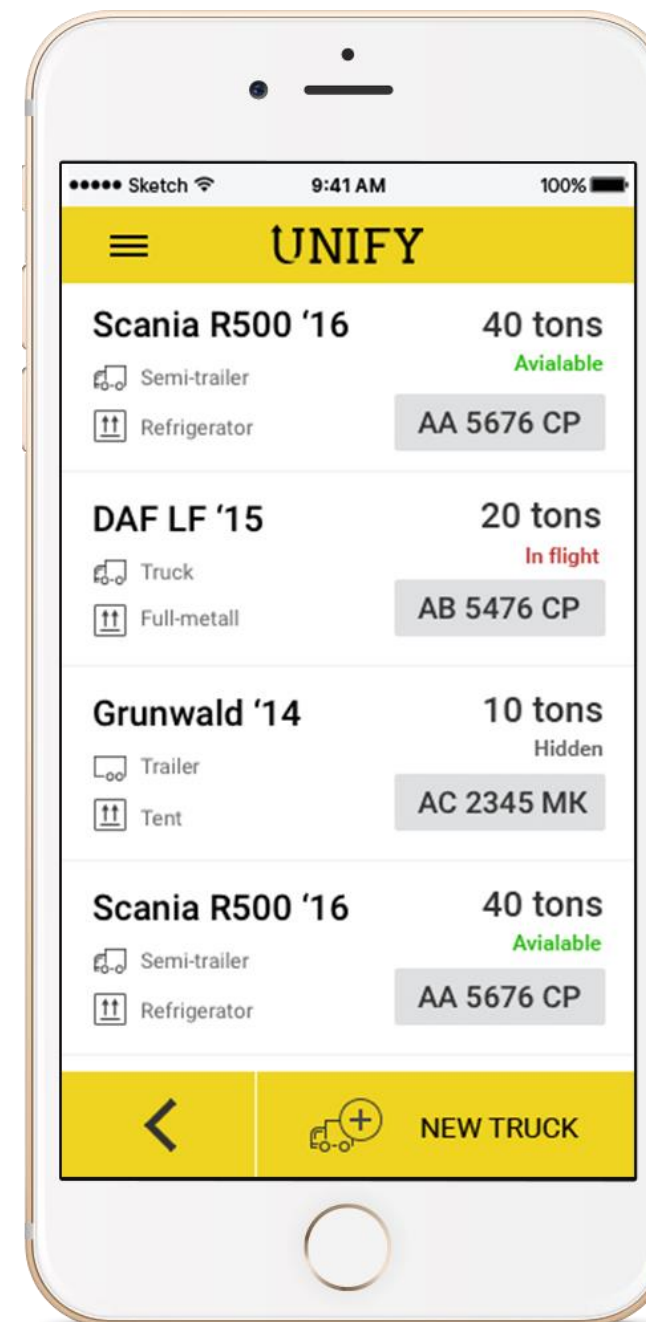 Sketch 9:41 AM 100%
UNIFY
Scania R500 ‘16 40 tons
Avialable
Semi-trailer
Refrigerator AA 5676 CP
DAF LF ‘15 20 tons
In flight
Truck
Full-metall AB 5476 CP
Grunwald ‘14 10 tons
Hidden
Trailer
Tent AC 2345 MK
Scania R500 ‘16 40 tons
Avialable
Semi-trailer
Refrigerator AA 5676 CP
NEW TRUCK